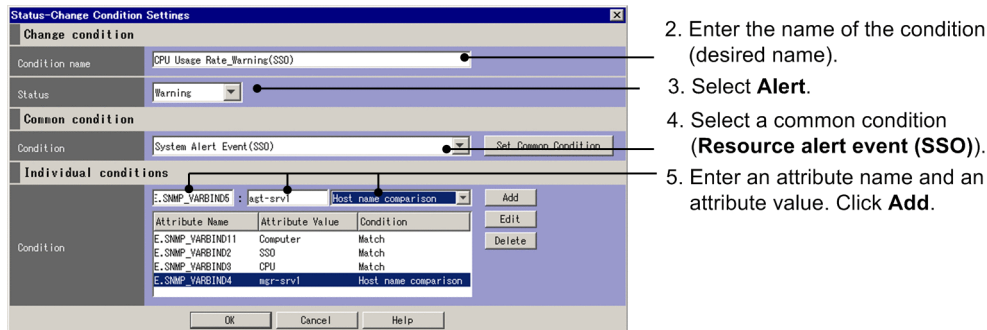 Status-Change Condition Settings
Change condition
Condition name
CPU Usage Rate_Warning(SSO)
Status
Warning
Common condition
Condition
System Alert Event(SSO)
Set Common Condition
Individual conditions
E.SNMP_VARBIND5 : agt-srv1 Host name comparison Add
Edit
Delete
Condition
Attribute Name Attribute Value Condition
E.SNMP_VARBIND11 Computer Match
E.SNMP_VARBIND2 SSO Match
E.SNMP_VARBIND3 CPU Match
E.SNMP_VARBIND4 mgr-srv1 Host name comparison
OK Cancel Help
2. Enter the name of the condition
(desired name).
3. Select Alert.
4. Select a common condition
(Resource alert event (SSO)).
5. Enter an attribute name and an
attribute value. Click Add.